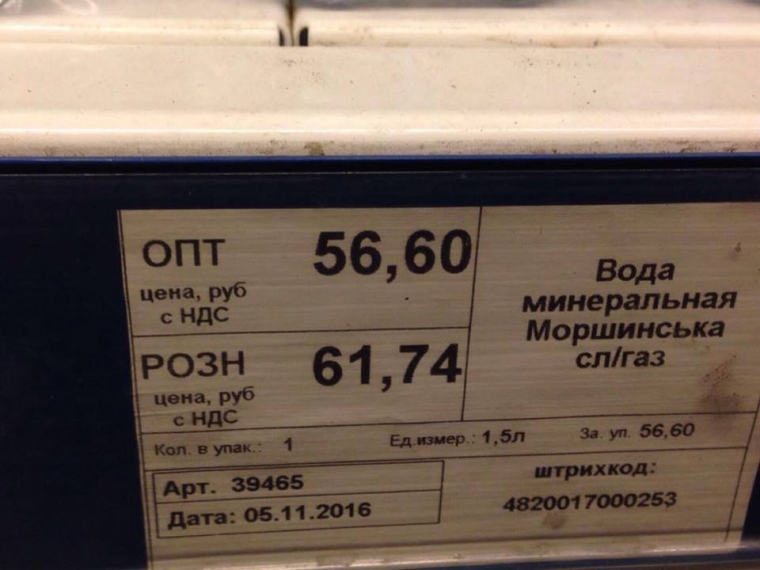 ОПТ 56,60
цена, руб
с НДС
РОЗН 61,74
цена, руб
с НДС
Вода
минеральная
Моршинська
сл/газ
Кол. в упак.: 1 Ед.измер.: 1,5л За. уп. 56,60
Арт. 39465
Дата: 05.11.2016
штрихкод:
4820017000253